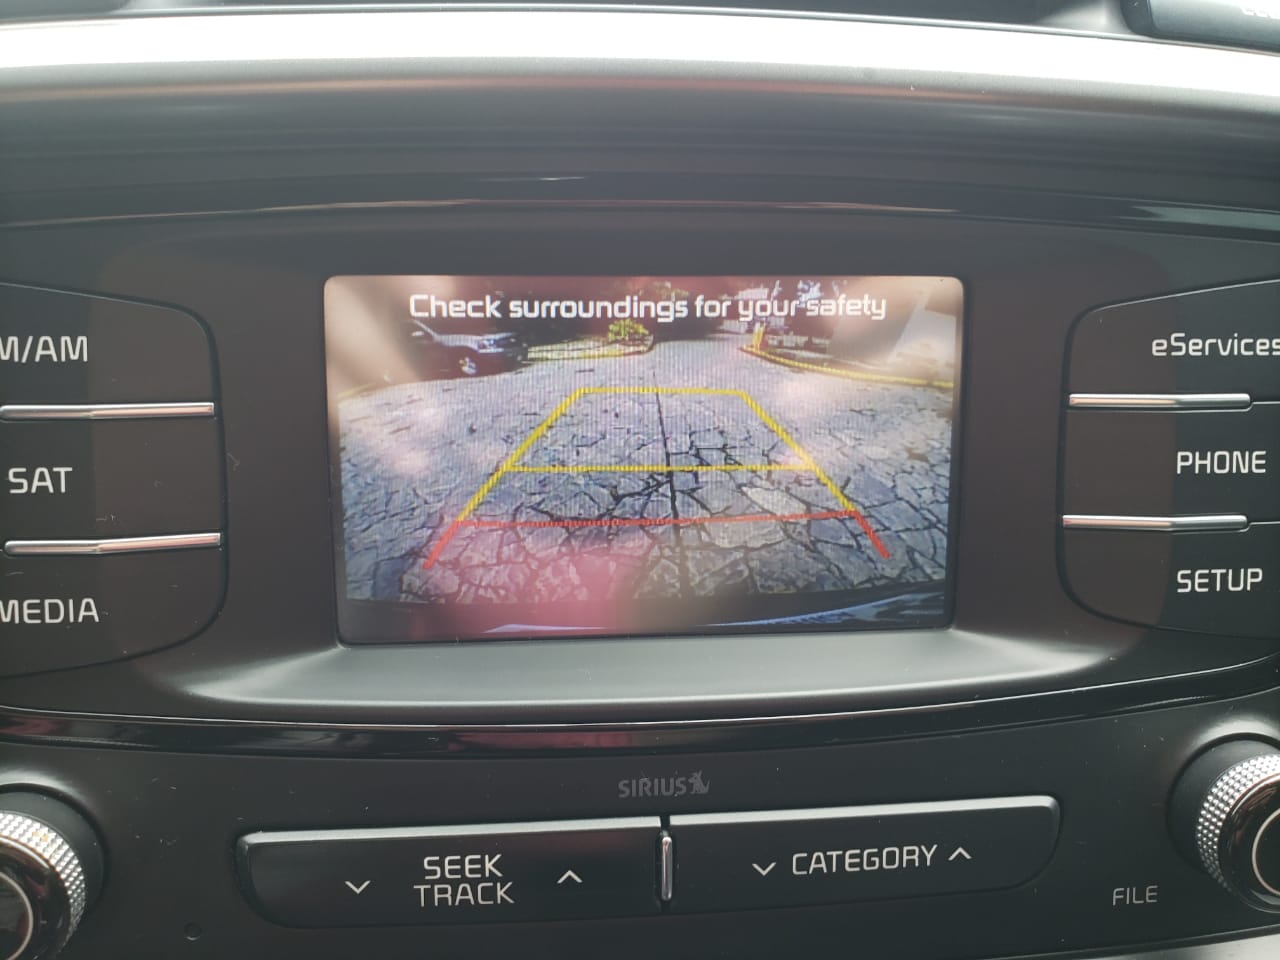 Check surroundings for your safety
M/AM
SAT
MEDIA
eServices
PHONE
SETUP
SIRIUS
SEEK
TRACK
CATEGORY
FILE